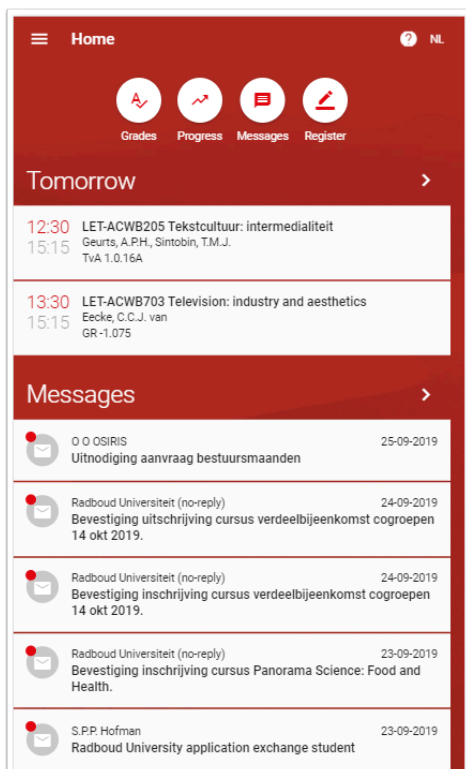 Home
NL
Grades
Progress
Messages
Register
Tomorrow
12:30 LET-ACWB205 Tekstcultuur: intermedialiteit
15:15 Geurts, A.P.H., Sintobin, T.M.J.
TvA 1.0.16A
13:30 LET-ACWB703 Television: industry and aesthetics
15:15 Eecke, C.C.J. van
GR -1.075
Messages
O O OSIRIS 25-09-2019
Uitnodiging aanvraag bestuursmaanden
Radboud Universiteit (no-reply) 24-09-2019
Bevestiging uitschrijving cursus verdeelbijeenkomst cogroepen
14 okt 2019.
Radboud Universiteit (no-reply) 24-09-2019
Bevestiging inschrijving cursus verdeelbijeenkomst cogroepen
14 okt 2019.
Radboud Universiteit (no-reply) 23-09-2019
Bevestiging inschrijving cursus Panorama Science: Food and
Health.
S.P.P. Hofman 23-09-2019
Radboud University application exchange student